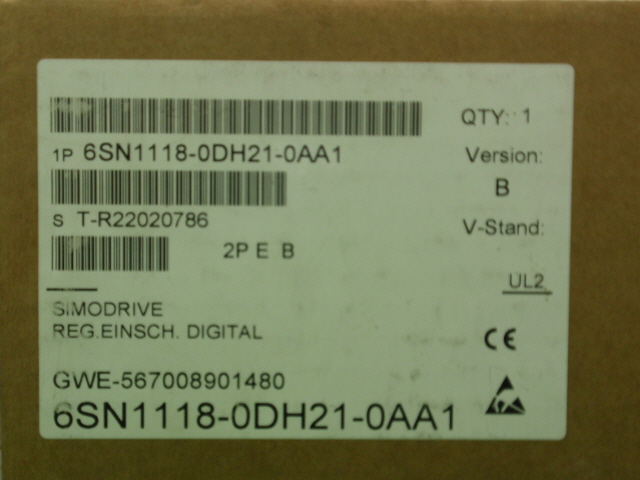 QTY: 1
1P 6SN1118-0DH21-0AA1
Version:
B
S T-R22020786
V-Stand:
2P E B
UL2
SIMODRIVE
REG.EINSCH. DIGITAL
CE
GWE-567008901480
6SN1118-0DH21-0AA1